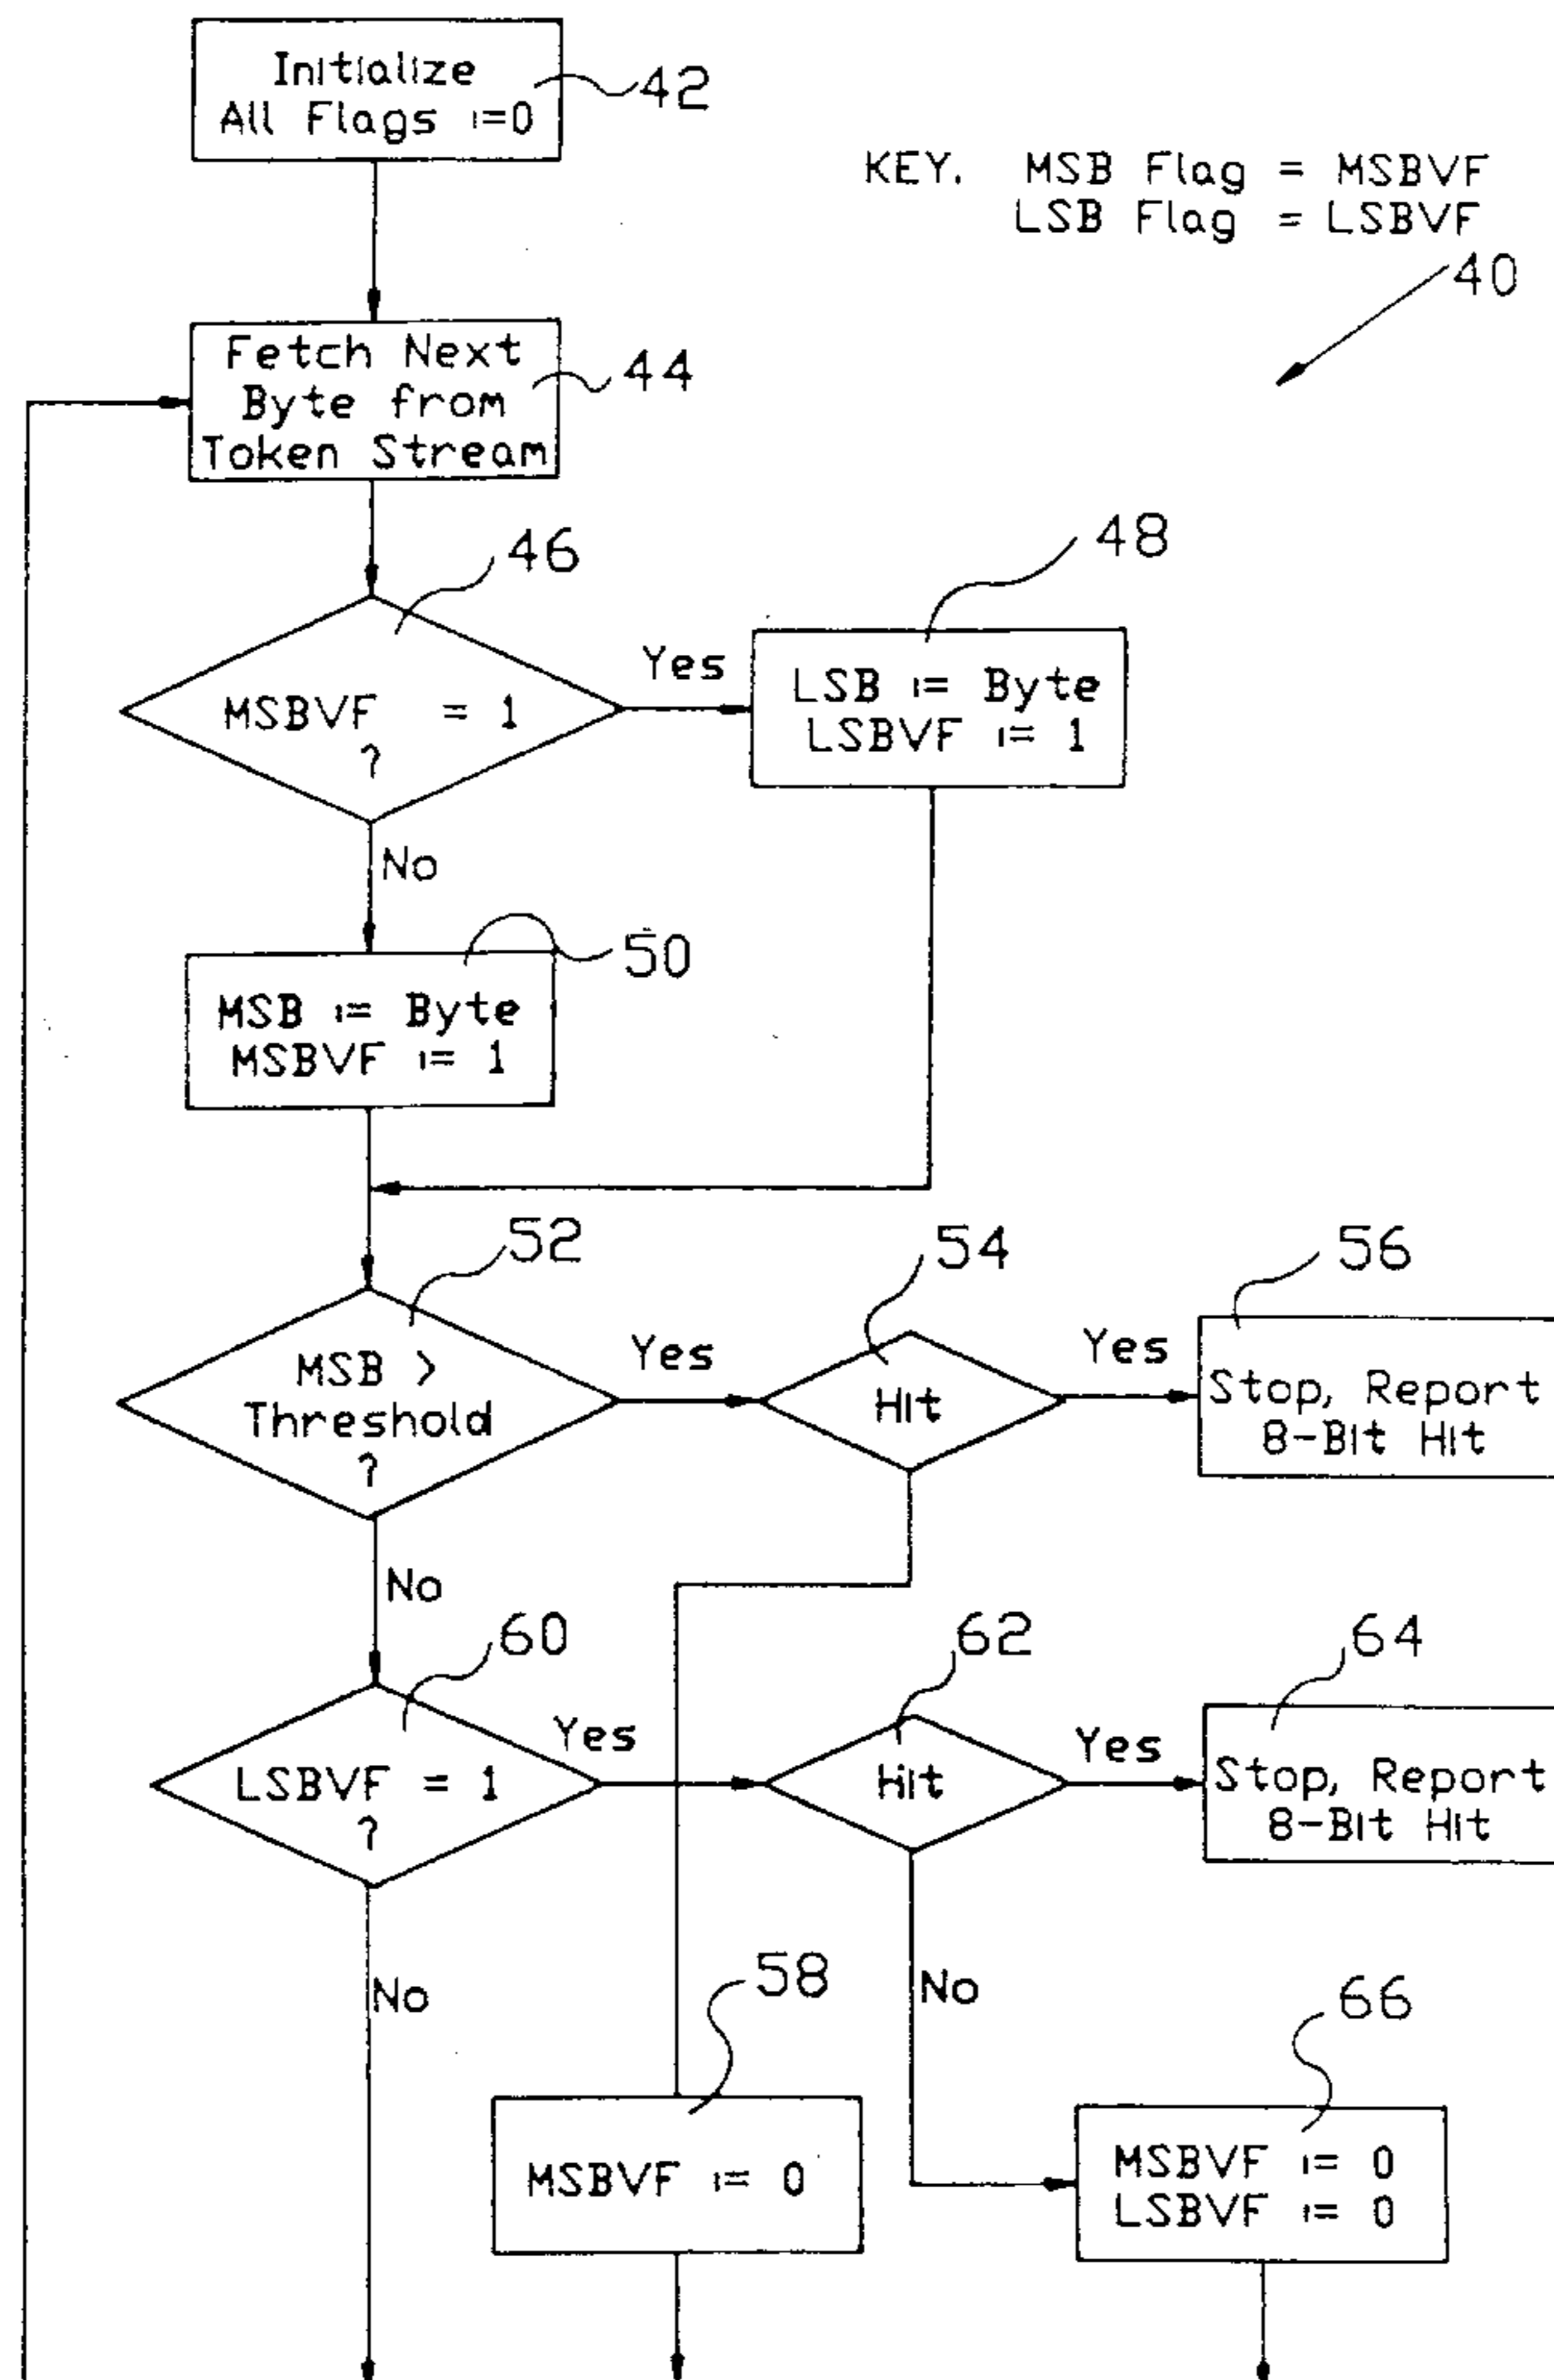 Initialize
All Flags :=0
42
KEY. MSB Flag = MSBVF
LSB Flag = LSBVF
40
Fetch Next
Byte from
Token Stream
44
46
48
MSBVF = 1
?
Yes
LSB := Byte
LSBVF := 1
No
50
MSB := Byte
MSBVF := 1
52
54
56
MSB >
Threshold
?
Yes
Hit
Yes
Stop, Report
8-Bit Hit
No
60
62
64
LSBVF = 1
?
Yes
Hit
Yes
Stop, Report
8-Bit Hit
No
58
No
66
MSBVF := 0
MSBVF := 0
LSBVF := 0